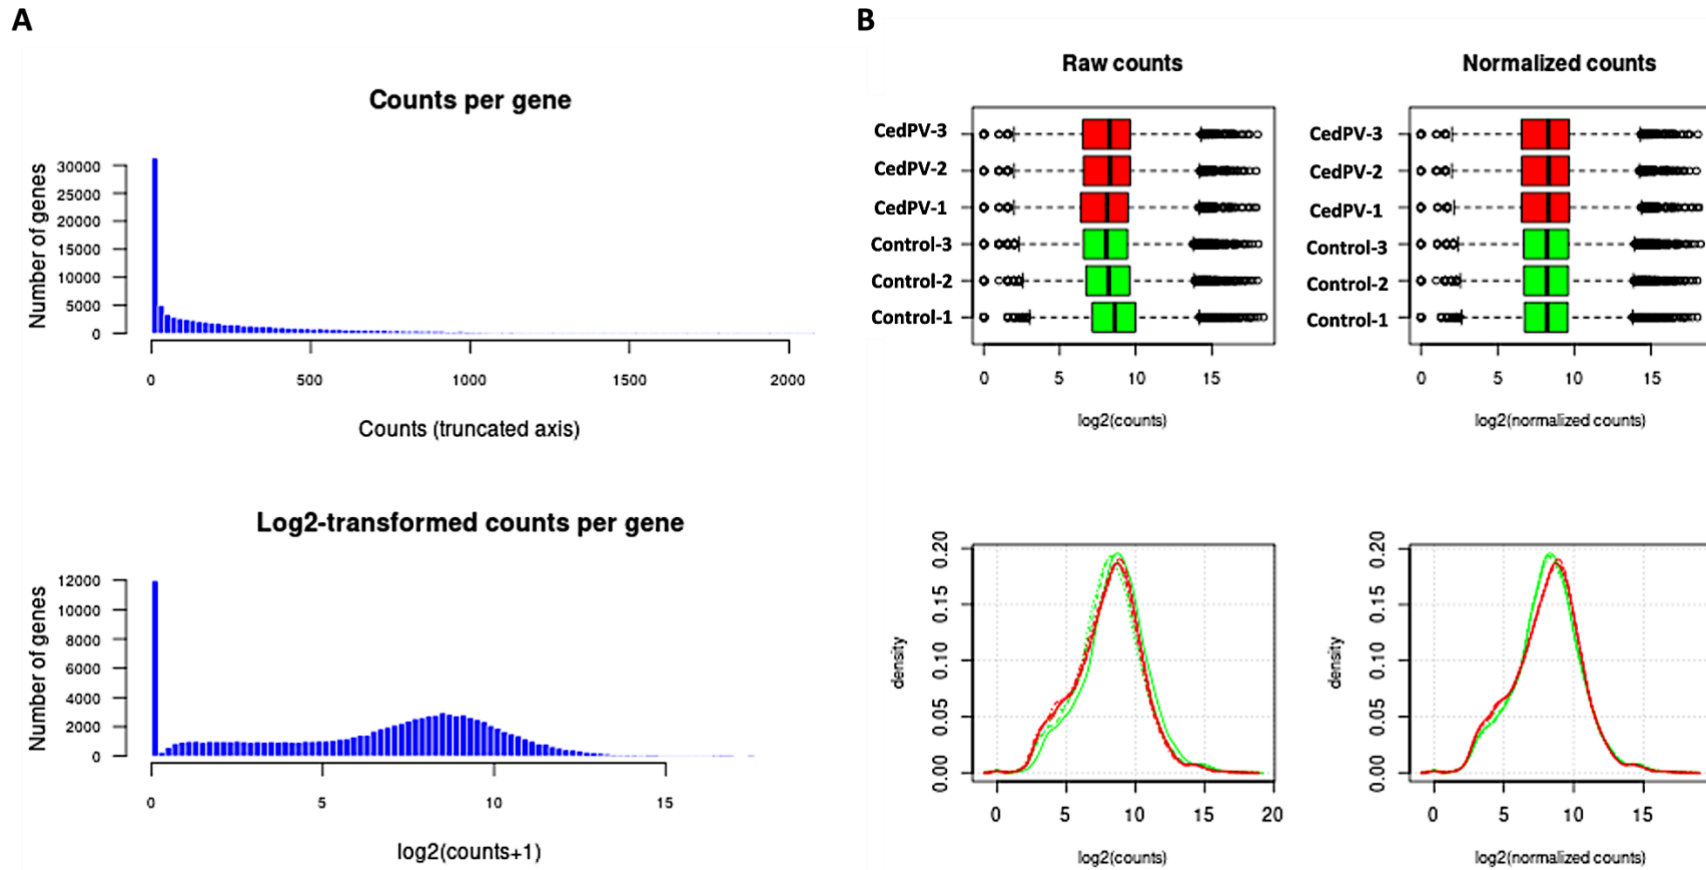 A
Counts per gene
Number of genes
30000
25000
20000
15000
10000
5000
0
0 500 1000 1500 2000
Counts (truncated axis)
Log2-transformed counts per gene
Number of genes
12000
10000
8000
6000
4000
2000
0
0 5 10 15
log2(counts+1)
B
Raw counts
CedPV-3
CedPV-2
CedPV-1
Control-3
Control-2
Control-1
0 5 10 15
log2(counts)
Normalized counts
CedPV-3
CedPV-2
CedPV-1
Control-3
Control-2
Control-1
0 5 10 15
log2(normalized counts)
density
0.20
0.15
0.10
0.05
0.00
0 5 10 15 20
log2(counts)
density
0.20
0.15
0.10
0.05
0.00
0 5 10 15
log2(normalized counts)